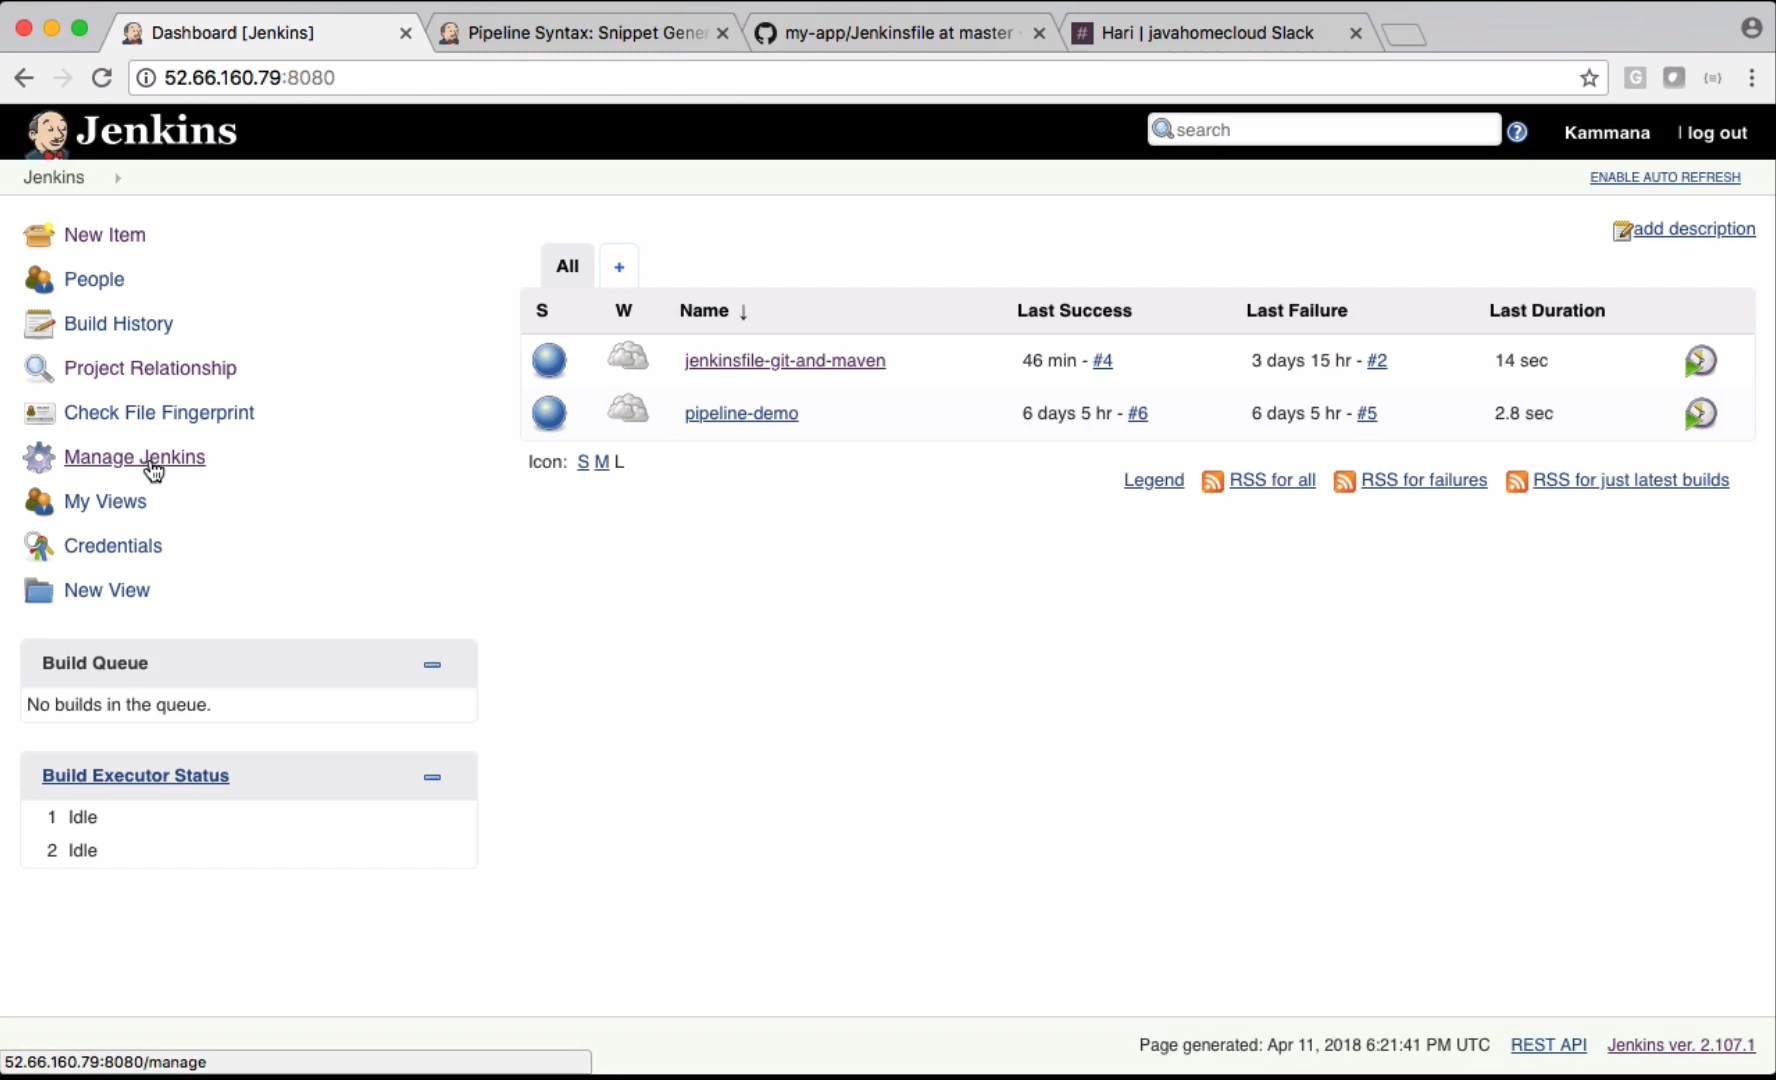 Dashboard [Jenkins]
Pipeline Syntax: Snippet Gener
my-app/Jenkinsfile at master
# Hari | javahomecloud Slack
52.66.160.79:8080
G
Jenkins
search
?
Kammana
| log out
Jenkins
ENABLE AUTO REFRESH
New Item
People
Build History
Project Relationship
Check File Fingerprint
Manage Jenkins
My Views
Credentials
New View
add description
All +
S W Name ↓ Last Success Last Failure Last Duration
jenkinsfile-git-and-maven 46 min - #4 3 days 15 hr - #2 14 sec
pipeline-demo 6 days 5 hr - #6 6 days 5 hr - #5 2.8 sec
Icon: S M L
Legend RSS for all RSS for failures RSS for just latest builds
Build Queue
No builds in the queue.
Build Executor Status
1 Idle
2 Idle
Page generated: Apr 11, 2018 6:21:41 PM UTC REST API Jenkins ver. 2.107.1
52.66.160.79:8080/manage